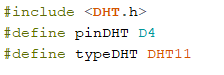 #include <DHT.h>
#define pinDHT D4
#define typeDHT DHT11